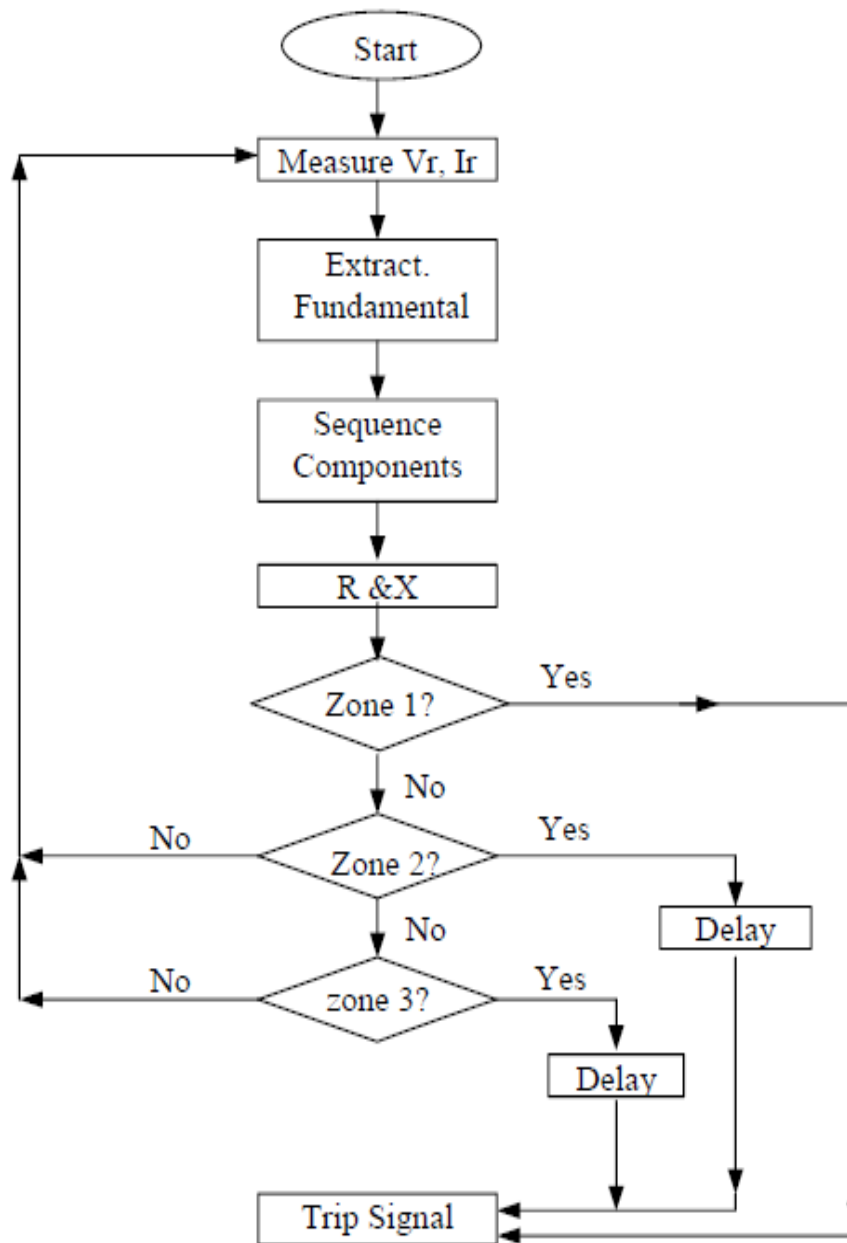 Start
Measure Vr, Ir
Extract.
Fundamental
Sequence
Components
R &X
Zone 1?
Yes
No
Zone 2?
No
Yes
Delay
No
zone 3?
No
Yes
Delay
Trip Signal